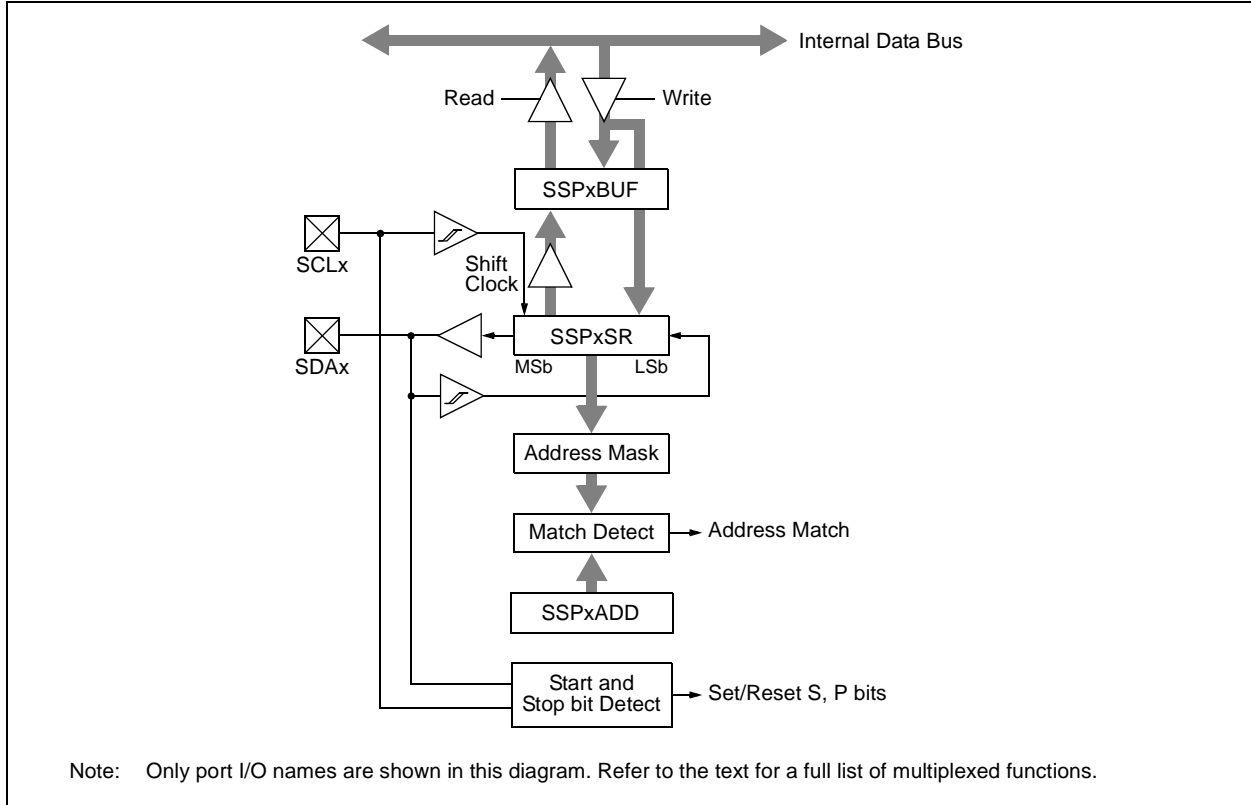 Internal Data Bus
Read
Write
SSPxBUF
SCLx
Shift
Clock
SSPxSR
SDAx
MSb
LSb
Address Mask
Match Detect
Address Match
SSPxADD
Start and
Stop bit Detect
Set/Reset S, P bits
Note: Only port I/O names are shown in this diagram. Refer to the text for a full list of multiplexed functions.